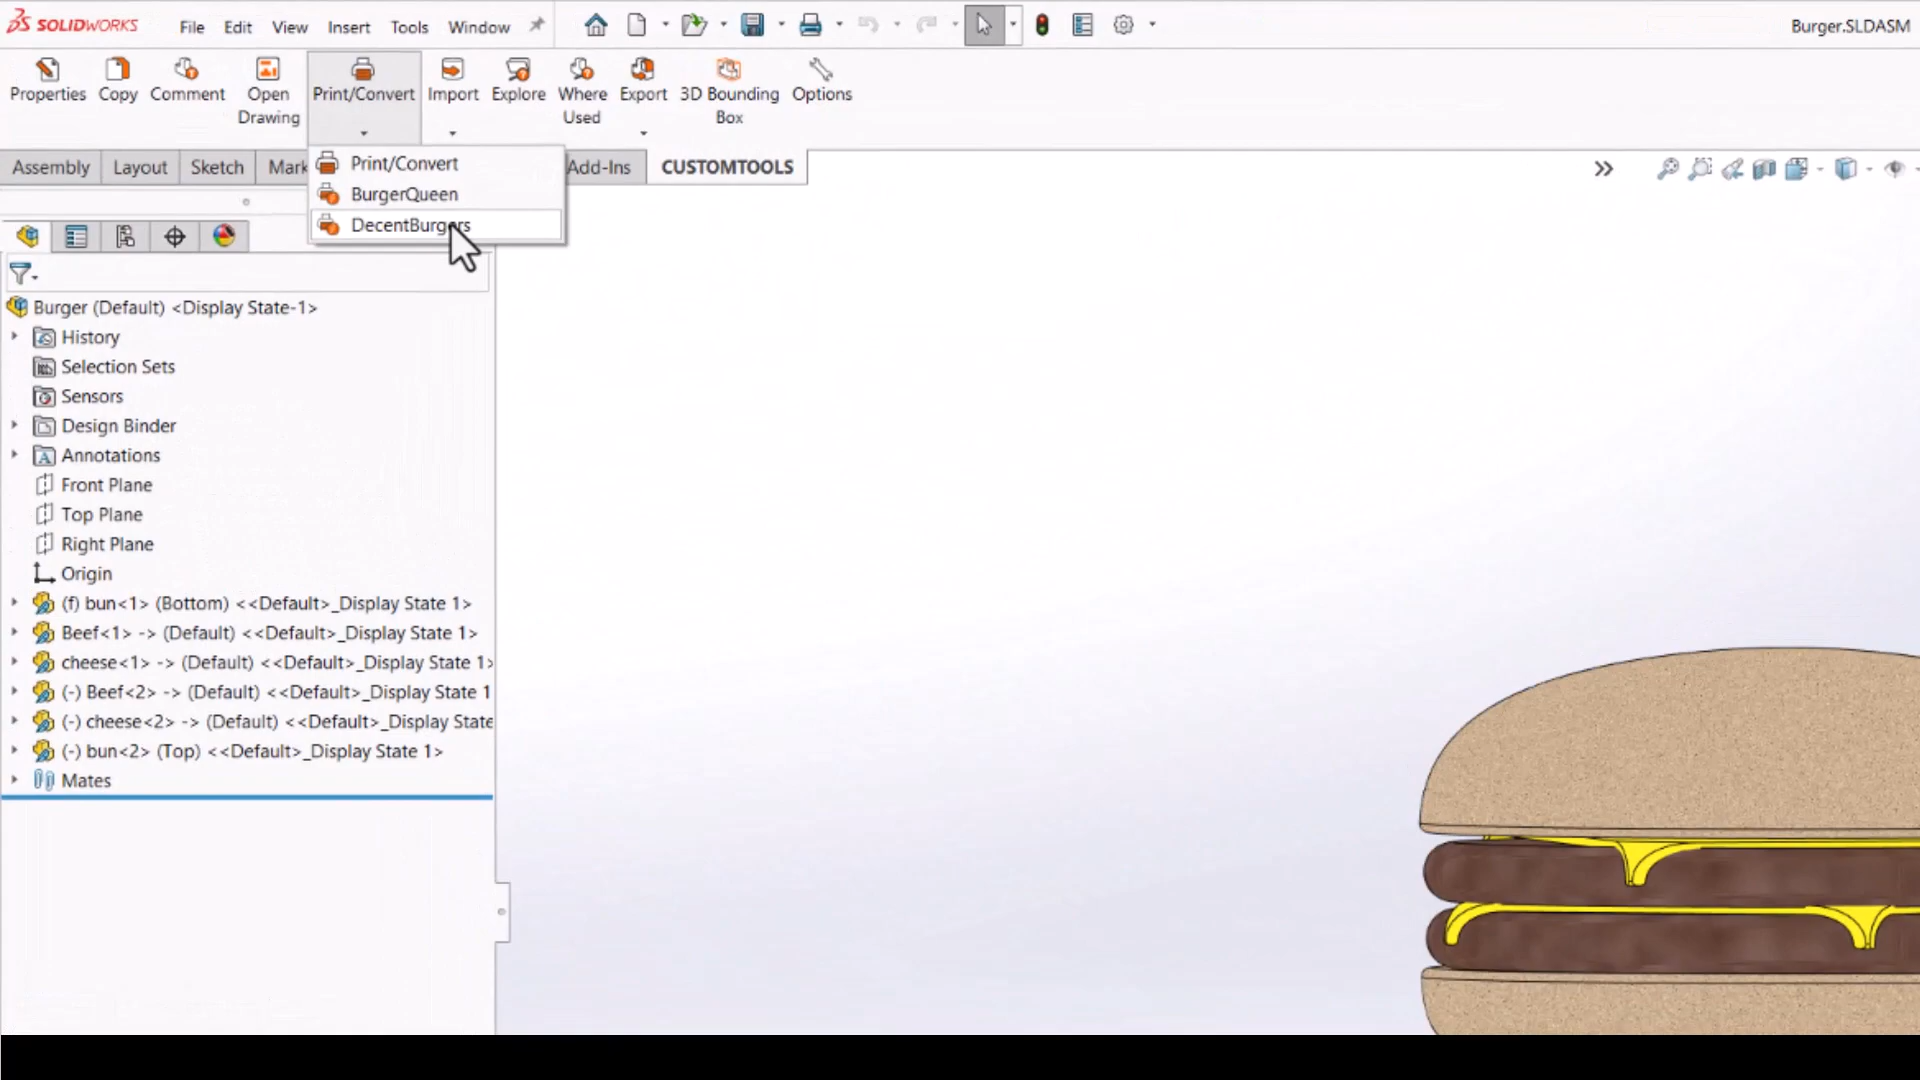 SOLIDWORKS File Edit View Insert Tools Window Burger.SLDASM
Properties Copy Comment Open Drawing Print/Convert Import Explore Where Used Export 3D Bounding Box Options
Assembly Layout Sketch Mark Add-Ins CUSTOMTOOLS
Print/Convert
BurgerQueen
DecentBurgers
Burger (Default) <Display State-1>
History
Selection Sets
Sensors
Design Binder
Annotations
Front Plane
Top Plane
Right Plane
Origin
(f) bun<1> (Bottom) <<Default>_Display State 1>
Beef<1> -> (Default) <<Default>_Display State 1>
cheese<1> -> (Default) <<Default>_Display State 1>
(-) Beef<2> -> (Default) <<Default>_Display State 1
(-) cheese<2> -> (Default) <<Default>_Display State
(-) bun<2> (Top) <<Default>_Display State 1>
Mates